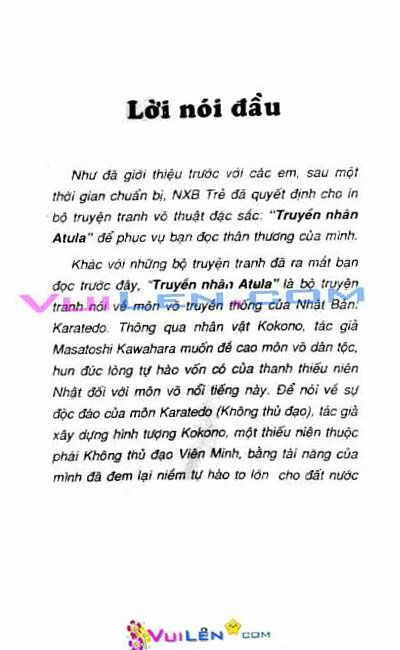 Lời nói đầu
Như đã giới thiệu trước với các em, sau một
thời gian chuẩn bị, NXB Trẻ đã quyết định cho in
bộ truyện tranh võ thuật đặc sắc: "Truyền nhân
Atula" để phục vụ bạn đọc thân thương của mình.
Khác với những bộ truyện tranh đã ra mắt bạn
đọc trước đây, "Truyền nhân Atula" là bộ truyện
tranh nói về môn võ truyền thống của Nhật Bản:
Karatedo. Thông qua nhân vật Kokono, tác giả
Masatoshi Kawahara muốn đề cao môn võ dân tộc,
hun đúc lòng tự hào vốn có của thanh thiếu niên
Nhật đối với môn võ nổi tiếng này. Để nói về sự
độc đáo của môn Karatedo (Không thủ đạo), tác giả
xây dựng hình tượng Kokono, một thiếu niên thuộc
phái Không thủ đạo Viên Minh, bằng tài năng của
mình đã đem lại niềm tự hào to lớn cho đất nước
VUILÊN.COM
VUILÊN COM